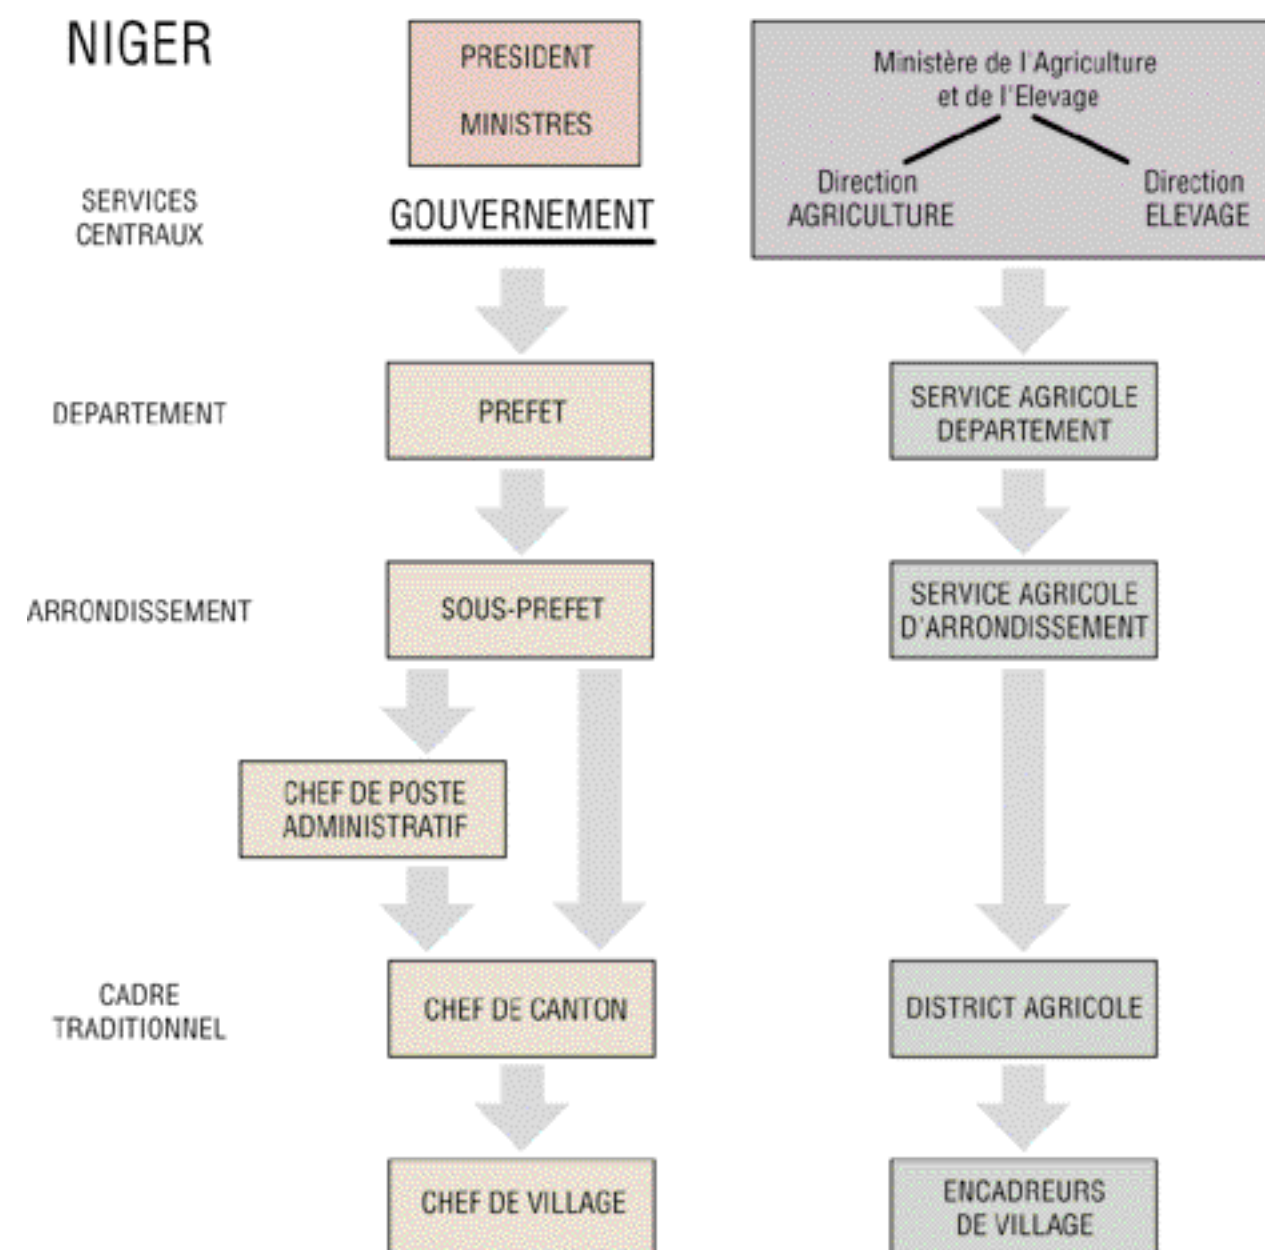 NIGER
PRESIDENT
MINISTRES
Ministère de l'Agriculture
et de l'Elevage
Direction
AGRICULTURE
Direction
ELEVAGE
SERVICES
CENTRAUX
GOUVERNEMENT
DEPARTEMENT
PREFET
SERVICE AGRICOLE
DEPARTEMENT
ARRONDISSEMENT
SOUS-PREFET
SERVICE AGRICOLE
D'ARRONDISSEMENT
CHEF DE POSTE
ADMINISTRATIF
CADRE
TRADITIONNEL
CHEF DE CANTON
DISTRICT AGRICOLE
CHEF DE VILLAGE
ENCADREURS
DE VILLAGE